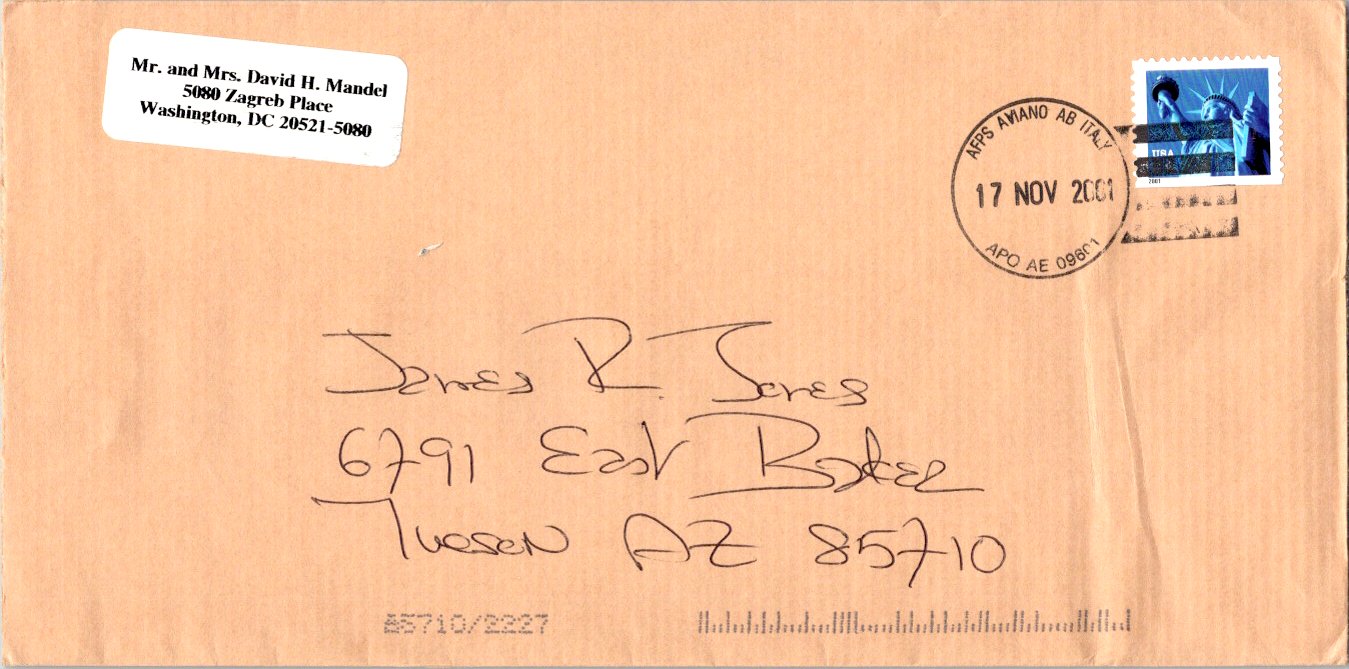 Mr. and Mrs. David H. Mandel
5080 Zagreb Place
Washington, DC 20521-5080
AFPS AVIANO AB ITALY
17 NOV 2001
APO AE 09601
USA
2001
James R. Jones
6791 East Baker
Tucson AZ 85710
85710/2227